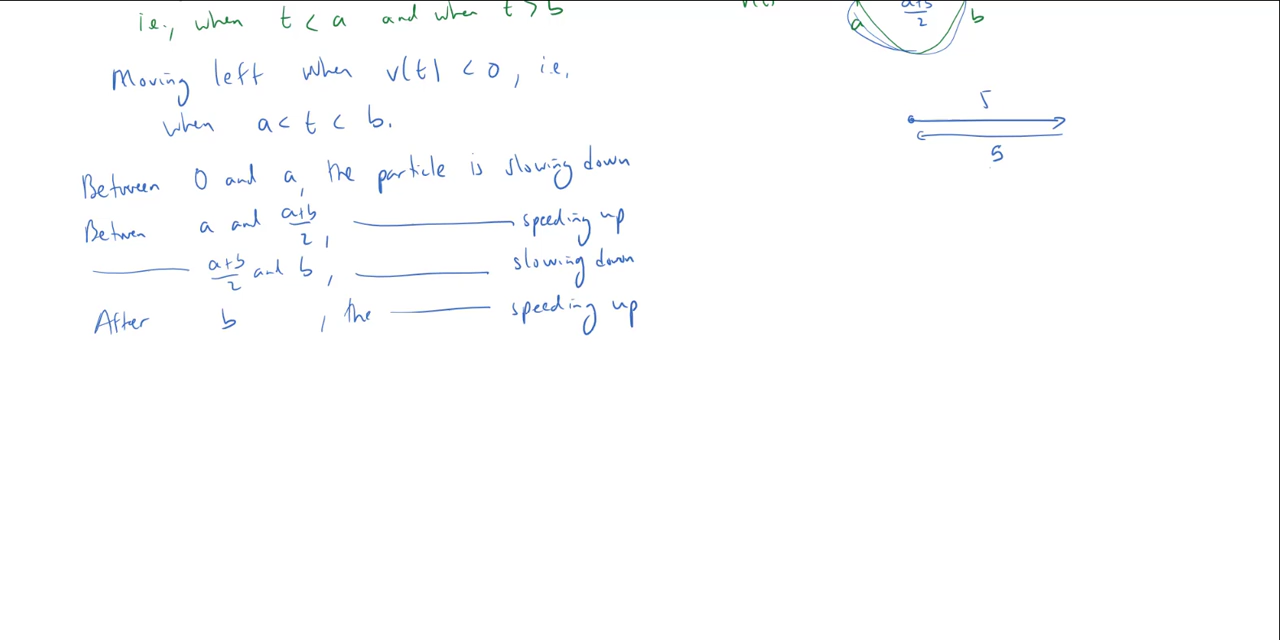 i.e., when t < a and when t > b
v(t)
a
a+b
2
b
Moving left when v(t) < 0, i.e.
when a < t < b.
5
5
Between 0 and a, the particle is slowing down
Betwen a and a+b/2, speeding up
a+b/2 and b, slowing down
After b, the speeding up